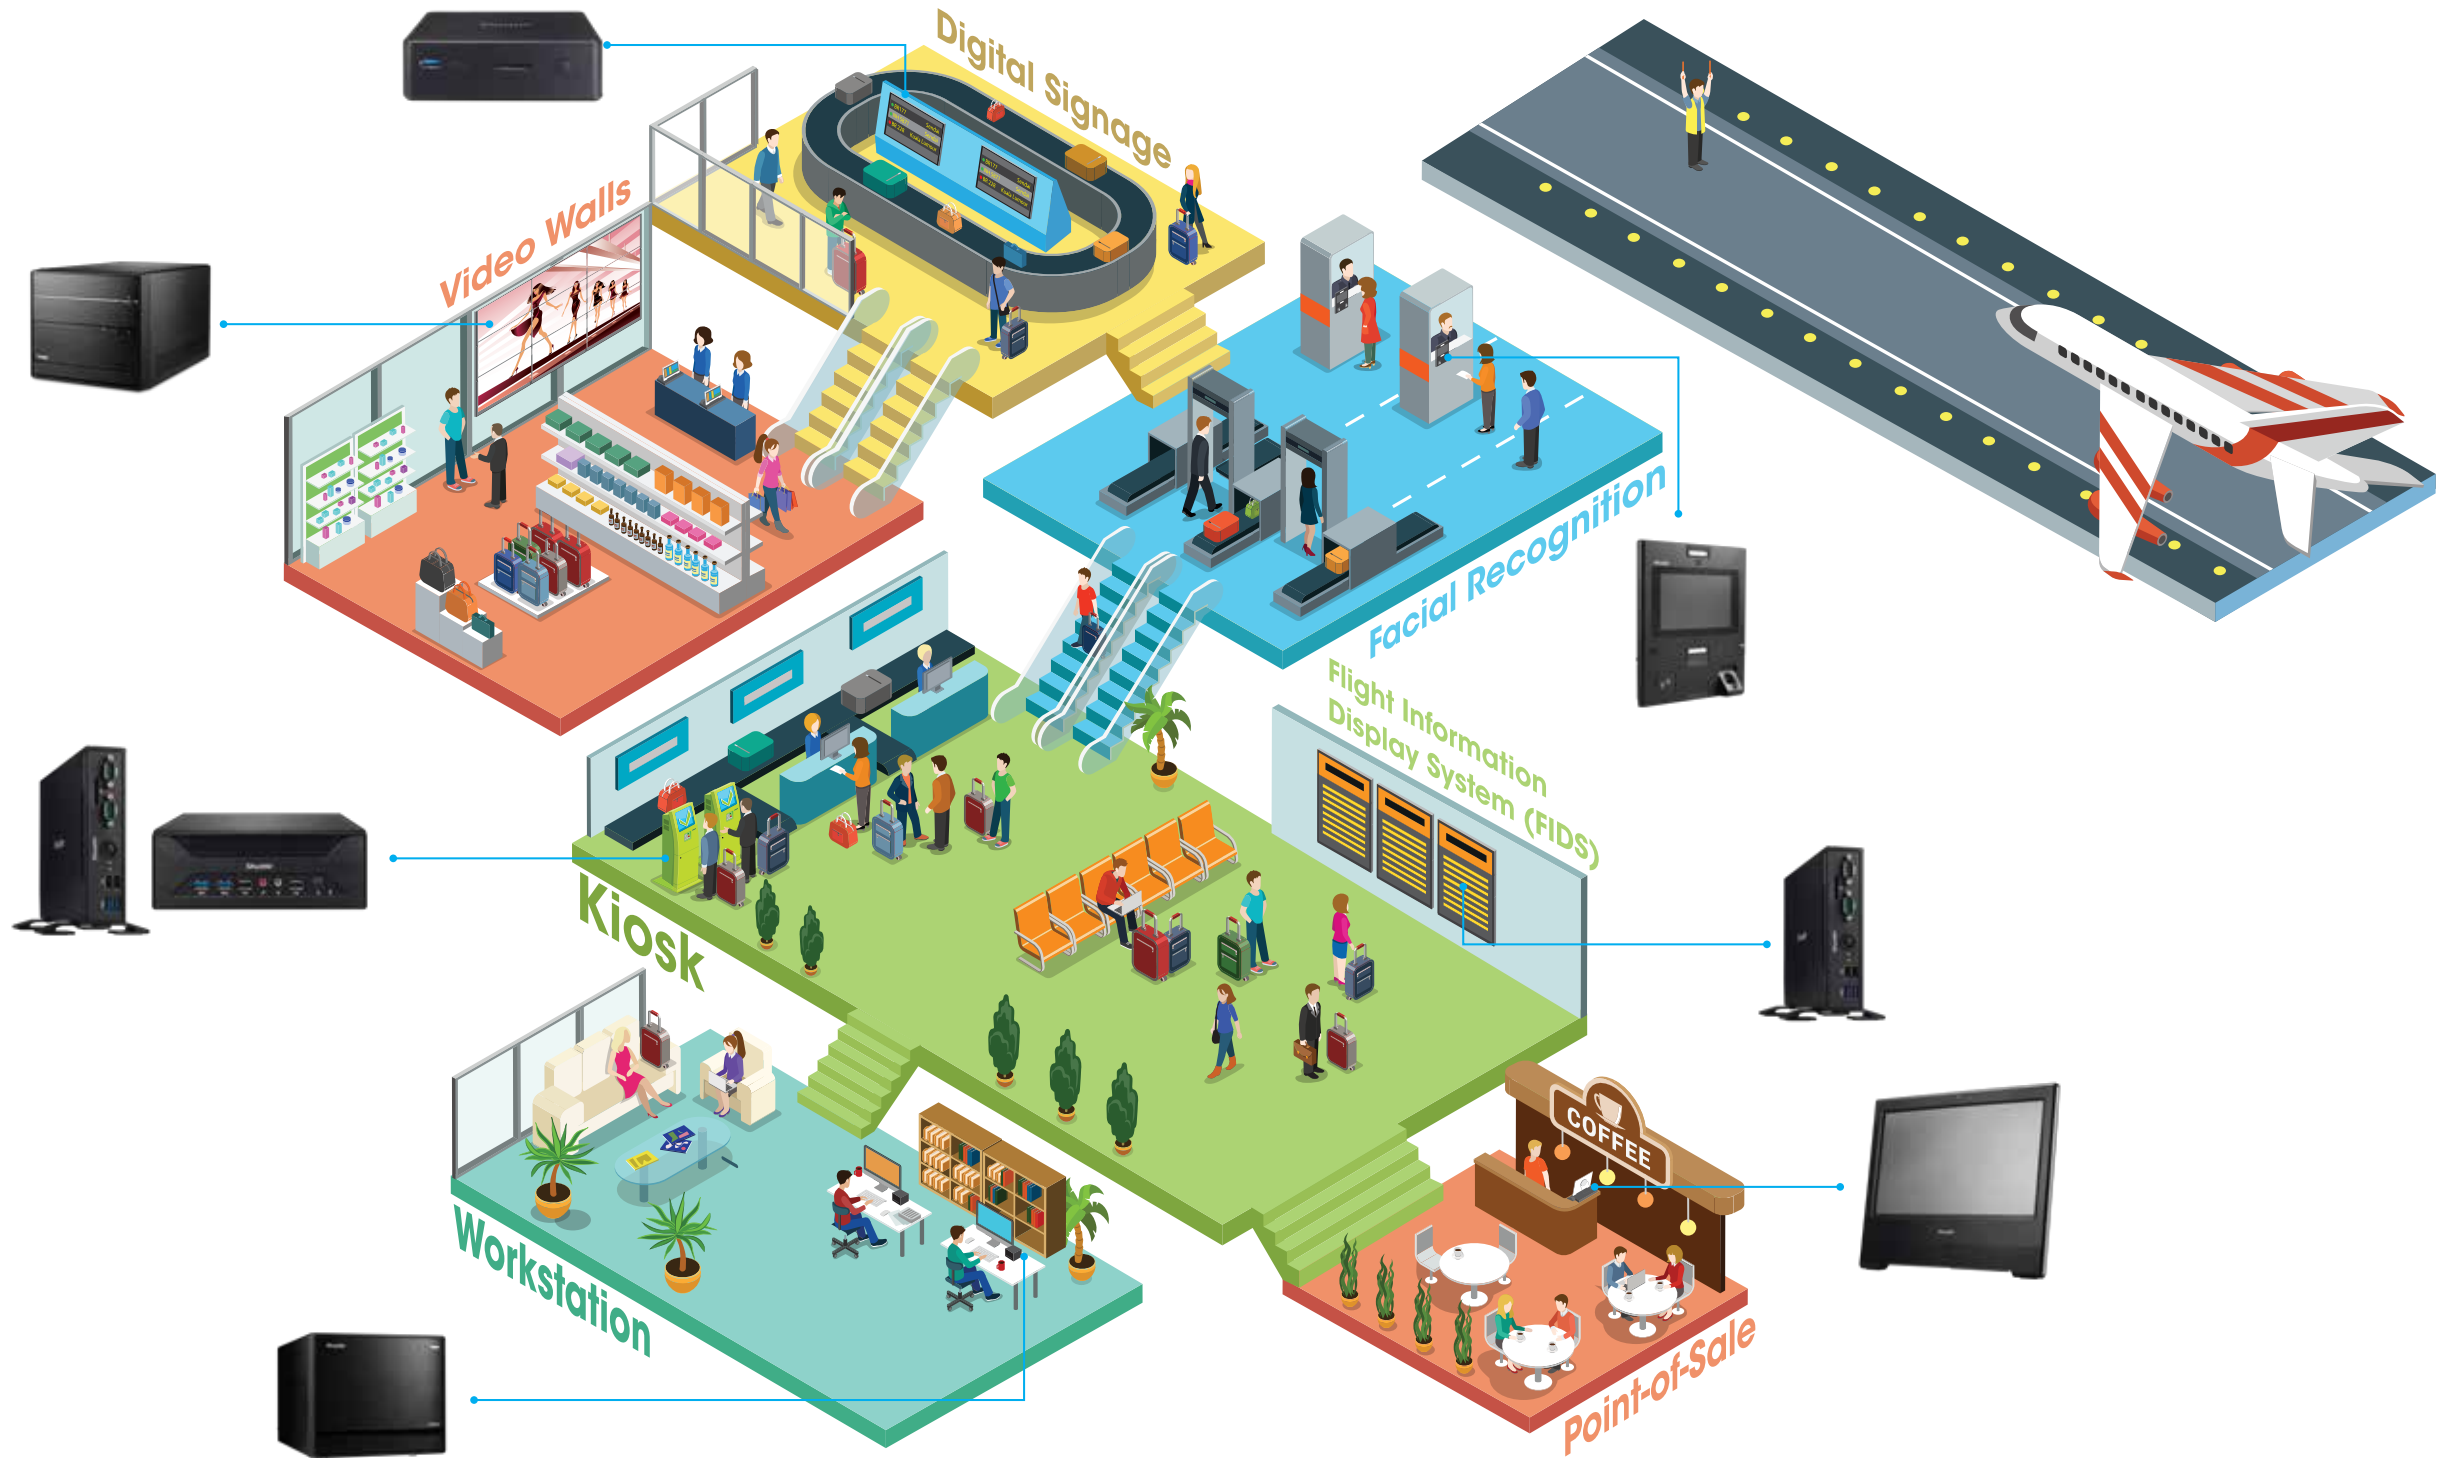 Digital Signage
Video Walls
Facial Recognition
Flight Information
Display System (FIDS)
Kiosk
COFFEE
Workstation
Point-of-Sale